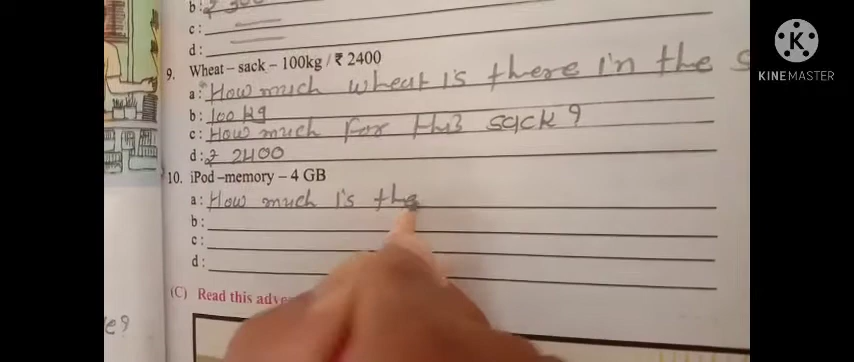 b: ₹ 300
c:
d:
9. Wheat – sack – 100kg / ₹ 2400
a: How much wheat is there in the s
b: 100 kg
c: How much for this sack?
d: ₹ 2400
10. iPod –memory – 4 GB
a: How much is the
b:
c:
d:
(C) Read this adve
e?
KINEMASTER